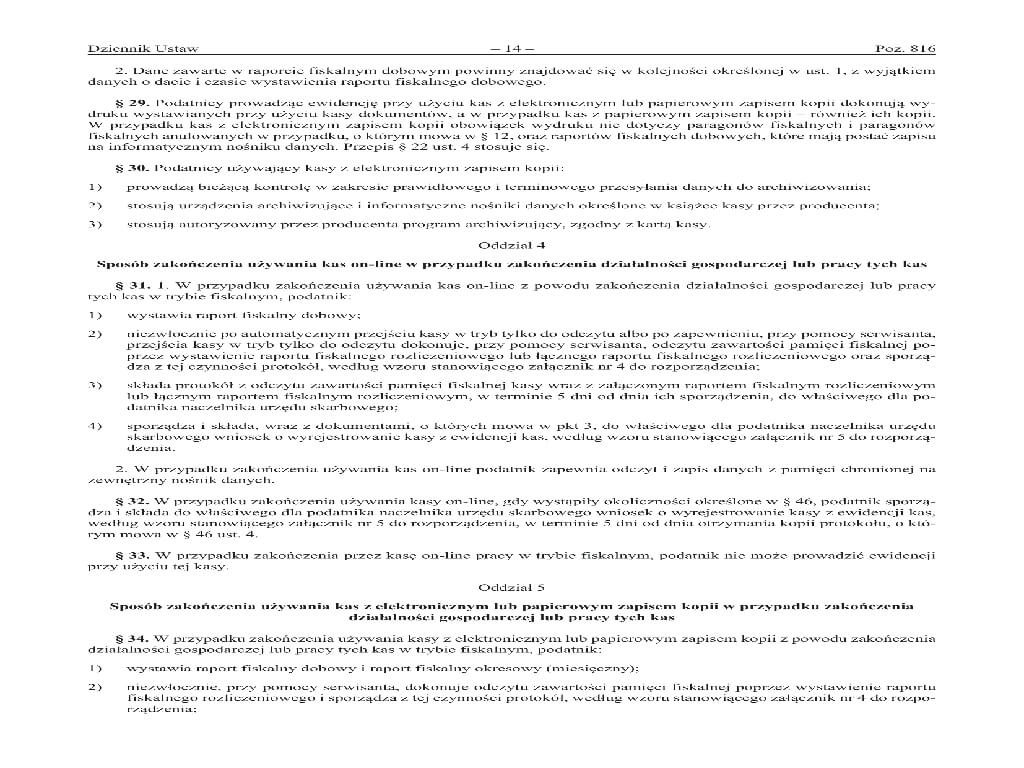 Dziennik Ustaw – 14 – Poz. 816
2. Dane zawarte w raporcie fiskalnym dobowym powinny znajdować się w kolejności określonej w ust. 1, z wyjątkiem
danych o dacie i czasie wystawienia raportu fiskalnego dobowego.
§ 29. Podatnicy prowadząc ewidencję przy użyciu kas z elektronicznym lub papierowym zapisem kopii dokonują wy-
druku wystawianych przy użyciu kasy dokumentów, a w przypadku kas z papierowym zapisem kopii – również ich kopii.
W przypadku kas z elektronicznym zapisem kopii obowiązek wydruku nie dotyczy paragonów fiskalnych i paragonów
fiskalnych anulowanych w przypadku, o którym mowa w § 12, oraz raportów fiskalnych dobowych, które mają postać zapisu
na informatycznym nośniku danych. Przepis § 22 ust. 4 stosuje się.
§ 30. Podatnicy używający kasy z elektronicznym zapisem kopii:
1) prowadzą bieżącą kontrolę w zakresie prawidłowego i terminowego przesyłania danych do archiwizowania;
2) stosują urządzenia archiwizujące i informatyczne nośniki danych określone w książce kasy przez producenta;
3) stosują autoryzowany przez producenta program archiwizujący, zgodny z kartą kasy.
Oddział 4
Sposób zakończenia używania kas on-line w przypadku zakończenia działalności gospodarczej lub pracy tych kas
§ 31. 1. W przypadku zakończenia używania kas on-line z powodu zakończenia działalności gospodarczej lub pracy
tych kas w trybie fiskalnym, podatnik:
1) wystawia raport fiskalny dobowy;
2) niezwłocznie po automatycznym przejściu kasy w tryb tylko do odczytu albo po zapewnieniu, przy pomocy serwisanta,
przejścia kasy w tryb tylko do odczytu dokonuje, przy pomocy serwisanta, odczytu zawartości pamięci fiskalnej po-
przez wystawienie raportu fiskalnego rozliczeniowego lub łącznego raportu fiskalnego rozliczeniowego oraz sporzą-
dza z tej czynności protokół, według wzoru stanowiącego załącznik nr 4 do rozporządzenia;
3) składa protokół z odczytu zawartości pamięci fiskalnej kasy wraz z załączonym raportem fiskalnym rozliczeniowym
lub łącznym raportem fiskalnym rozliczeniowym, w terminie 5 dni od dnia ich sporządzenia, do właściwego dla po-
datnika naczelnika urzędu skarbowego;
4) sporządza i składa, wraz z dokumentami, o których mowa w pkt 3, do właściwego dla podatnika naczelnika urzędu
skarbowego wniosek o wyrejestrowanie kasy z ewidencji kas, według wzoru stanowiącego załącznik nr 5 do rozporzą-
dzenia.
2. W przypadku zakończenia używania kas on-line podatnik zapewnia odczyt i zapis danych z pamięci chronionej na
zewnętrzny nośnik danych.
§ 32. W przypadku zakończenia używania kasy on-line, gdy wystąpiły okoliczności określone w § 46, podatnik sporzą-
dza i składa do właściwego dla podatnika naczelnika urzędu skarbowego wniosek o wyrejestrowanie kasy z ewidencji kas,
według wzoru stanowiącego załącznik nr 5 do rozporządzenia, w terminie 5 dni od dnia otrzymania kopii protokołu, o któ-
rym mowa w § 46 ust. 4.
§ 33. W przypadku zakończenia przez kasę on-line pracy w trybie fiskalnym, podatnik nie może prowadzić ewidencji
przy użyciu tej kasy.
Oddział 5
Sposób zakończenia używania kas z elektronicznym lub papierowym zapisem kopii w przypadku zakończenia
działalności gospodarczej lub pracy tych kas
§ 34. W przypadku zakończenia używania kasy z elektronicznym lub papierowym zapisem kopii z powodu zakończenia
działalności gospodarczej lub pracy tych kas w trybie fiskalnym, podatnik:
1) wystawia raport fiskalny dobowy i raport fiskalny okresowy (miesięczny);
2) niezwłocznie, przy pomocy serwisanta, dokonuje odczytu zawartości pamięci fiskalnej poprzez wystawienie raportu
fiskalnego rozliczeniowego i sporządza z tej czynności protokół, według wzoru stanowiącego załącznik nr 4 do rozpo-
rządzenia;